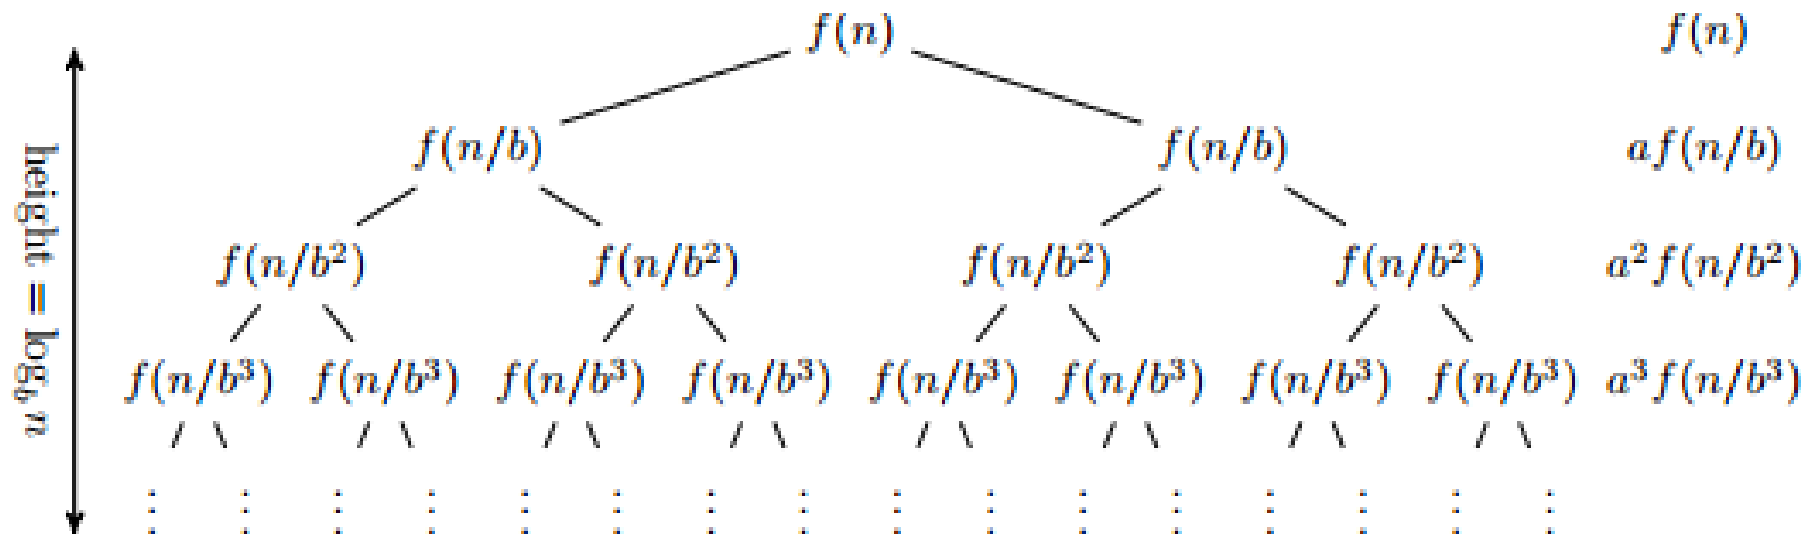 f(n) f(n)
f(n/b) f(n/b) af(n/b)
f(n/b²) f(n/b²) f(n/b²) f(n/b²) a²f(n/b²)
f(n/b³) f(n/b³) f(n/b³) f(n/b³) f(n/b³) f(n/b³) f(n/b³) f(n/b³) a³f(n/b³)
⋮ ⋮ ⋮ ⋮ ⋮ ⋮ ⋮ ⋮ ⋮ ⋮ ⋮ ⋮ ⋮ ⋮ ⋮ ⋮
height = log_b n